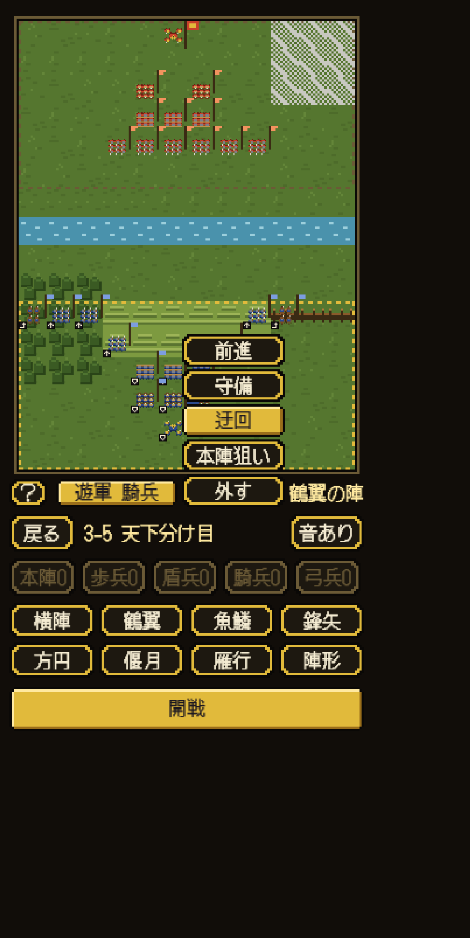 前進
守備
迂回
本陣狙い
? 遊軍 騎兵 外す 鶴翼の陣
戻る 3-5 天下分け目 音あり
本陣0 歩兵0 盾兵0 騎兵0 弓兵0
横陣 鶴翼 魚鱗 鋒矢
方円 偃月 雁行 陣形
開戦